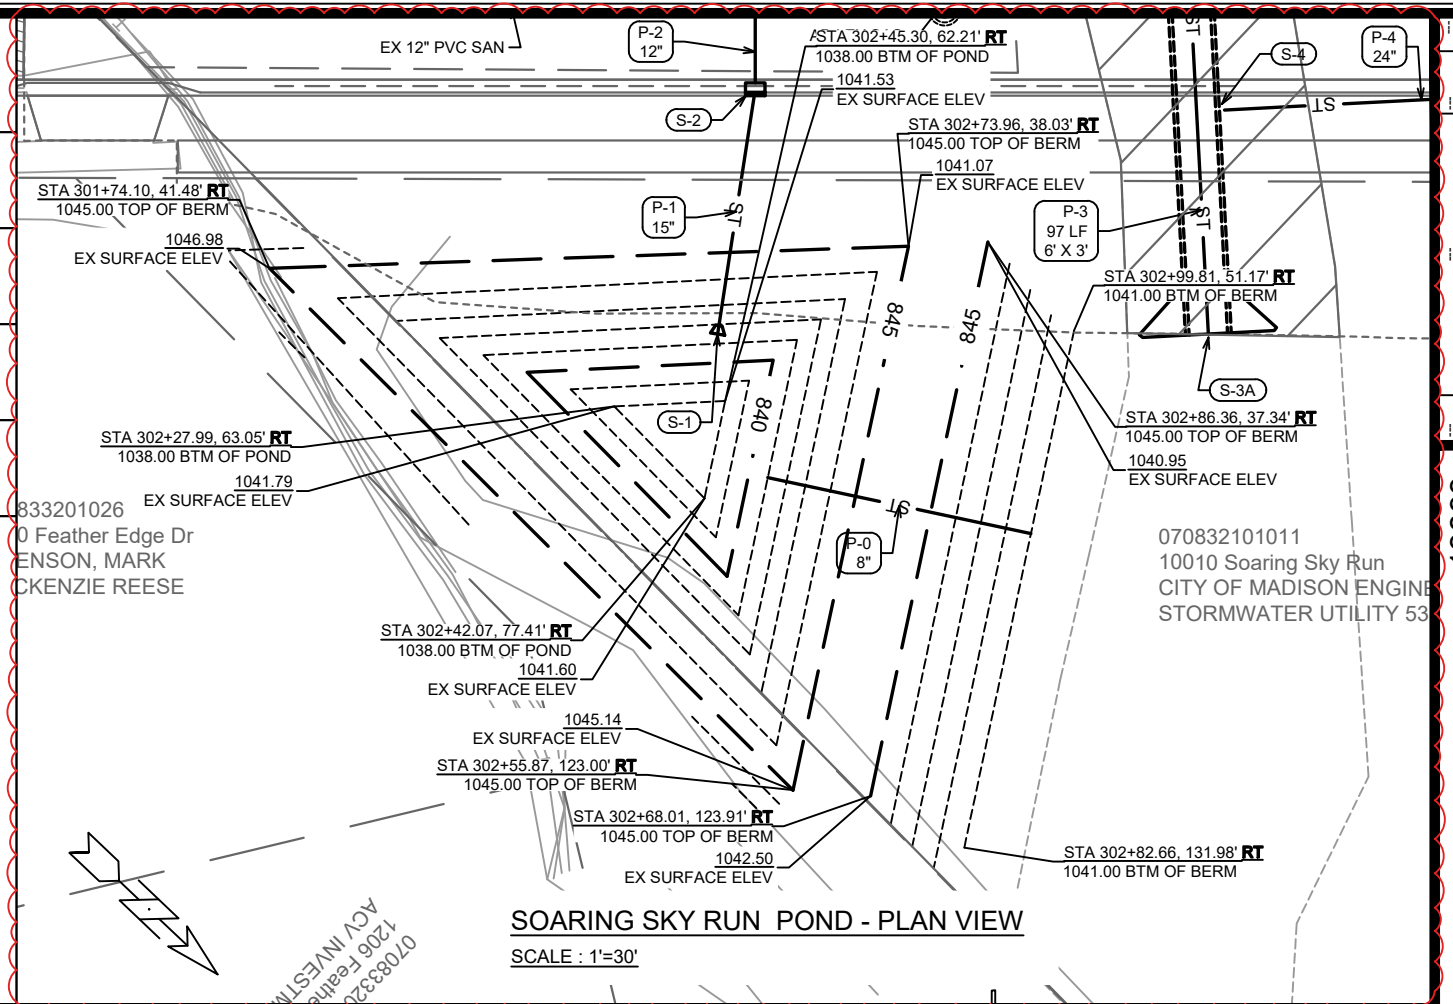 EX 12" PVC SAN
P-2
12"
STA 302+45.30, 62.21' RT
1038.00 BTM OF POND
1041.53
EX SURFACE ELEV
S-4
P-4
24"
ST
ST
S-2
STA 302+73.96, 38.03' RT
1045.00 TOP OF BERM
1041.07
EX SURFACE ELEV
STA 301+74.10, 41.48' RT
1045.00 TOP OF BERM
P-1
15"
ST
P-3
97 LF
6' X 3'
ST
1046.98
EX SURFACE ELEV
STA 302+99.81, 51.17' RT
1041.00 BTM OF BERM
845
845
S-3A
840
S-1
STA 302+86.36, 37.34' RT
1045.00 TOP OF BERM
STA 302+27.99, 63.05' RT
1038.00 BTM OF POND
1040.95
EX SURFACE ELEV
1041.79
EX SURFACE ELEV
833201026
0 Feather Edge Dr
ENSON, MARK
CKENZIE REESE
ST
P-0
8"
070832101011
10010 Soaring Sky Run
CITY OF MADISON ENGINE
STORMWATER UTILITY 53
STA 302+42.07, 77.41' RT
1038.00 BTM OF POND
1041.60
EX SURFACE ELEV
1045.14
EX SURFACE ELEV
STA 302+55.87, 123.00' RT
1045.00 TOP OF BERM
STA 302+68.01, 123.91' RT
1045.00 TOP OF BERM
1042.50
EX SURFACE ELEV
STA 302+82.66, 131.98' RT
1041.00 BTM OF BERM
0708332
1206 Feathe
ACV INVESTM
SOARING SKY RUN POND - PLAN VIEW
SCALE : 1'=30'